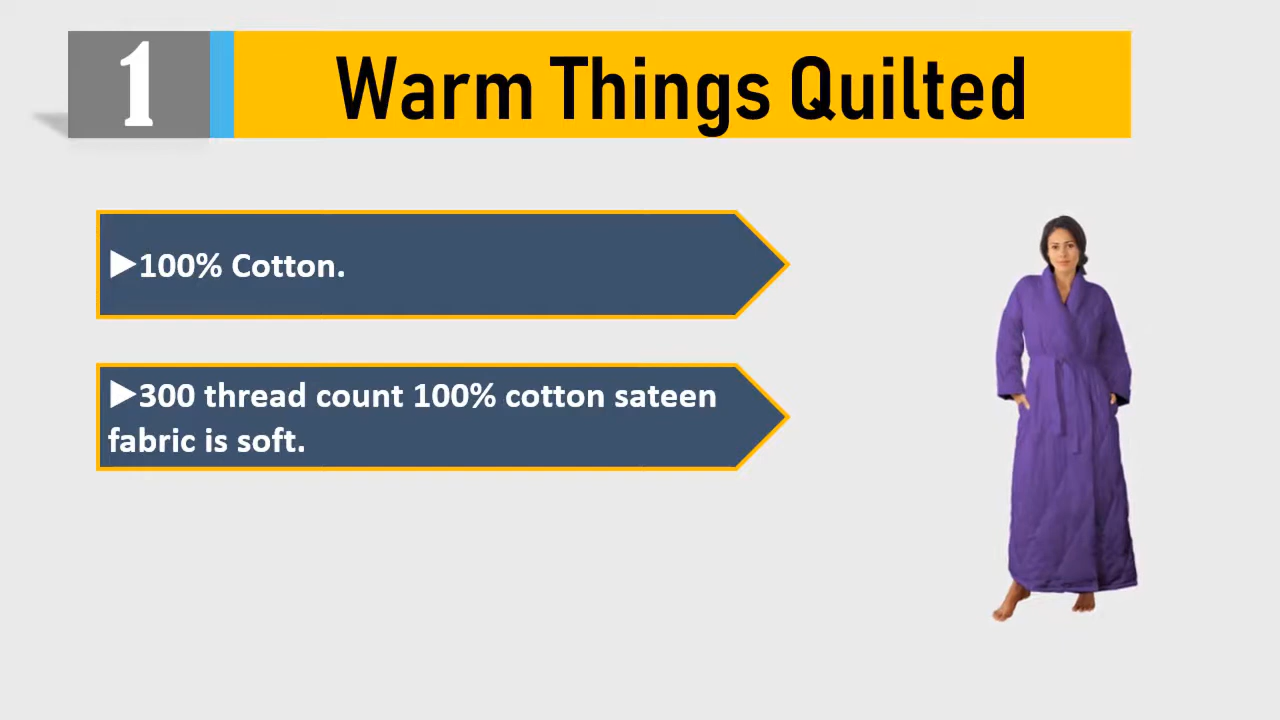 1
Warm Things Quilted
►100% Cotton.
►300 thread count 100% cotton sateen
fabric is soft.